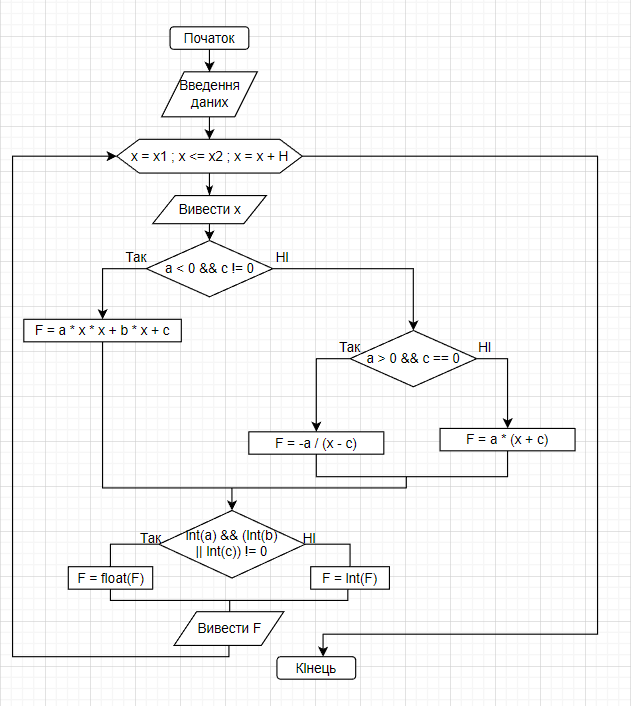 Початок
Введення
даних
x = x1 ; x <= x2 ; x = x + H
Вивести x
Так
НІ
a < 0 && c != 0
F = a * x * x + b * x + c
Так
НІ
a > 0 && c == 0
F = -a / (x - c)
F = a * (x + c)
Так
НІ
Int(a) && (Int(b)
|| Int(c)) != 0
F = float(F)
F = Int(F)
Вивести F
КІнець